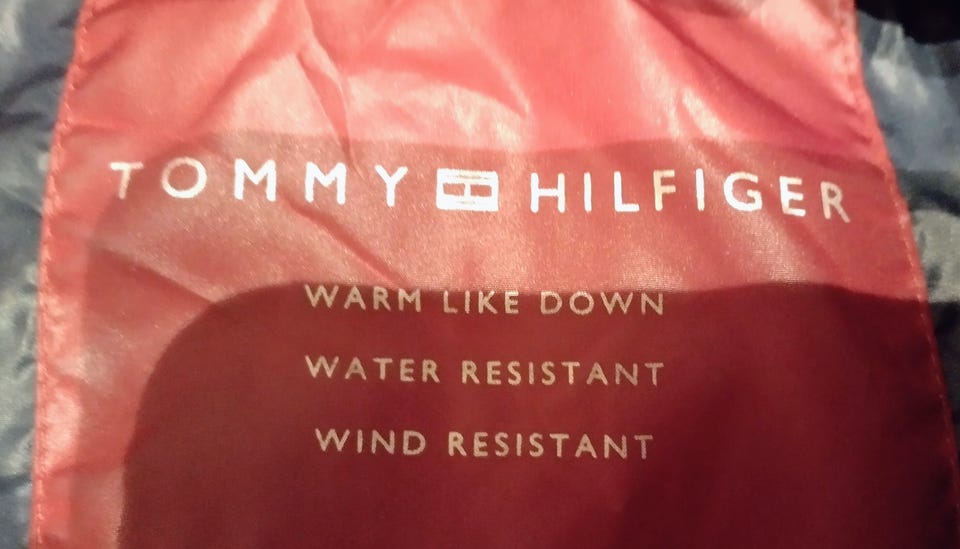 TOMMY HILFIGER
WARM LIKE DOWN
WATER RESISTANT
WIND RESISTANT